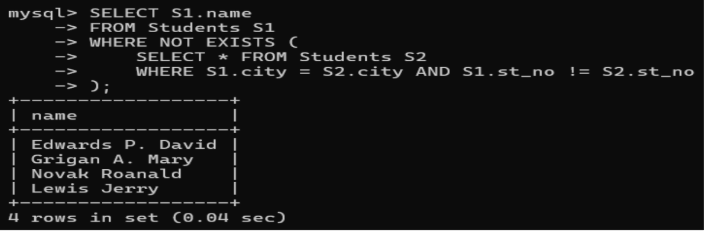 mysql> SELECT S1.name
    -> FROM Students S1
    -> WHERE NOT EXISTS (
    ->     SELECT * FROM Students S2
    ->     WHERE S1.city = S2.city AND S1.st_no != S2.st_no
    -> );
+------------------+
| name             |
+------------------+
| Edwards P. David |
| Grigan A. Mary   |
| Novak Roanald    |
| Lewis Jerry      |
+------------------+
4 rows in set (0.04 sec)